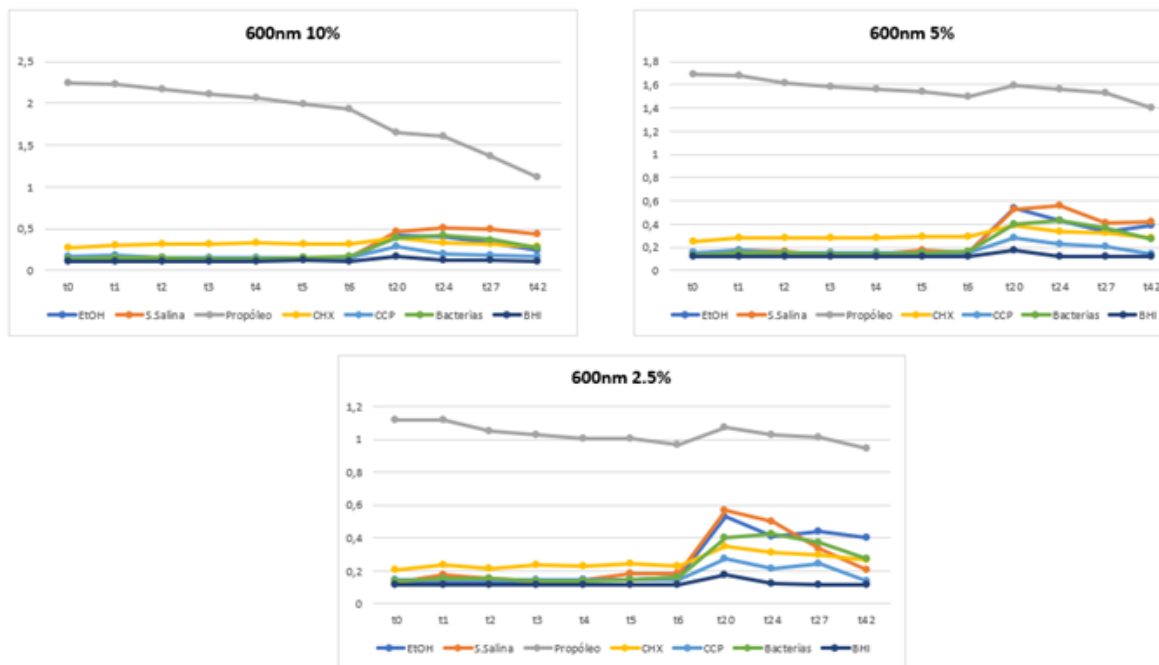 600nm 10%
2,5
2
1,5
1
0,5
0
t0 t1 t2 t3 t4 t5 t6 t20 t24 t27 t42
EtOH S.Salina Propóleo CHX CCP Bacterias BHI
600nm 5%
1,8
1,6
1,4
1,2
1
0,8
0,6
0,4
0,2
0
t0 t1 t2 t3 t4 t5 t6 t20 t24 t27 t42
EtOH S.Salina Propóleo CHX CCP Bacterias BHI
600nm 2.5%
1,2
1
0,8
0,6
0,4
0,2
0
t0 t1 t2 t3 t4 t5 t6 t20 t24 t27 t42
EtOH S.Salina Propóleo CHX CCP Bacterias BHI